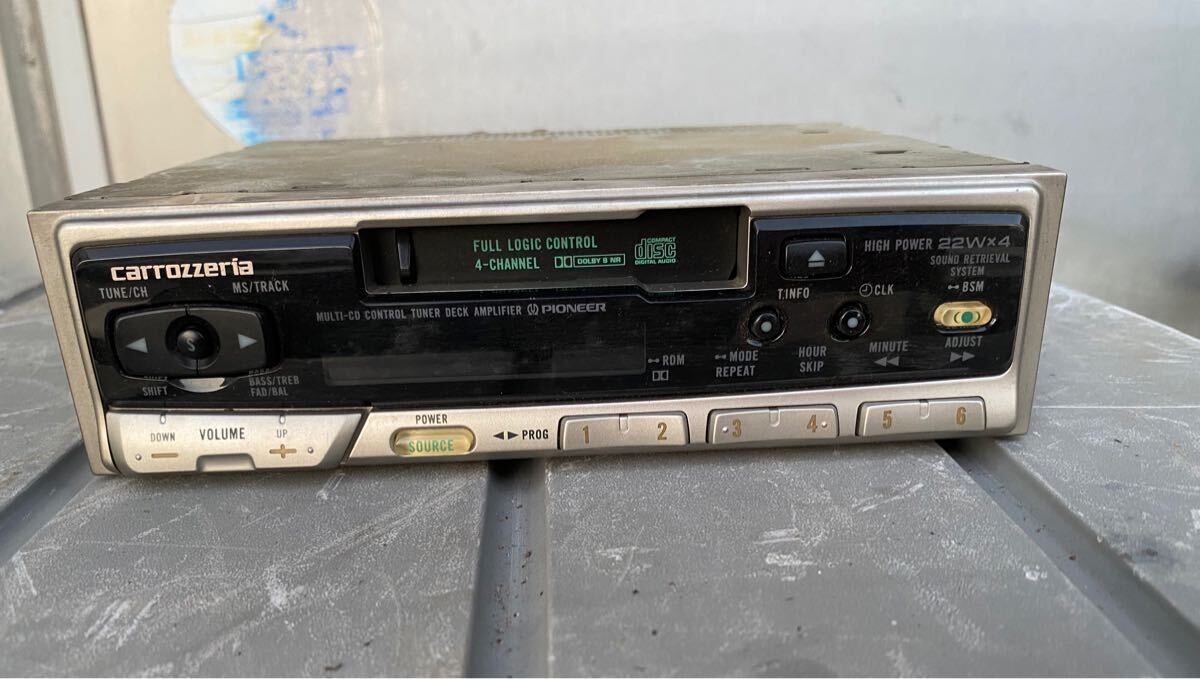 carrozzeria
TUNE/CH
MS/TRACK
S
SHIFT
BASS/TREB
FAD/BAL
DOWN
VOLUME
UP
FULL LOGIC CONTROL
4-CHANNEL
DOLBY B NR
COMPACT
disc
DIGITAL AUDIO
MULTI-CD CONTROL TUNER DECK AMPLIFIER PIONEER
HIGH POWER 22W×4
SOUND RETRIEVAL
SYSTEM
BSM
T.INFO
CLK
RDM
MODE
REPEAT
HOUR
SKIP
MINUTE
ADJUST
POWER
SOURCE
PROG
1 2
3 4
5 6